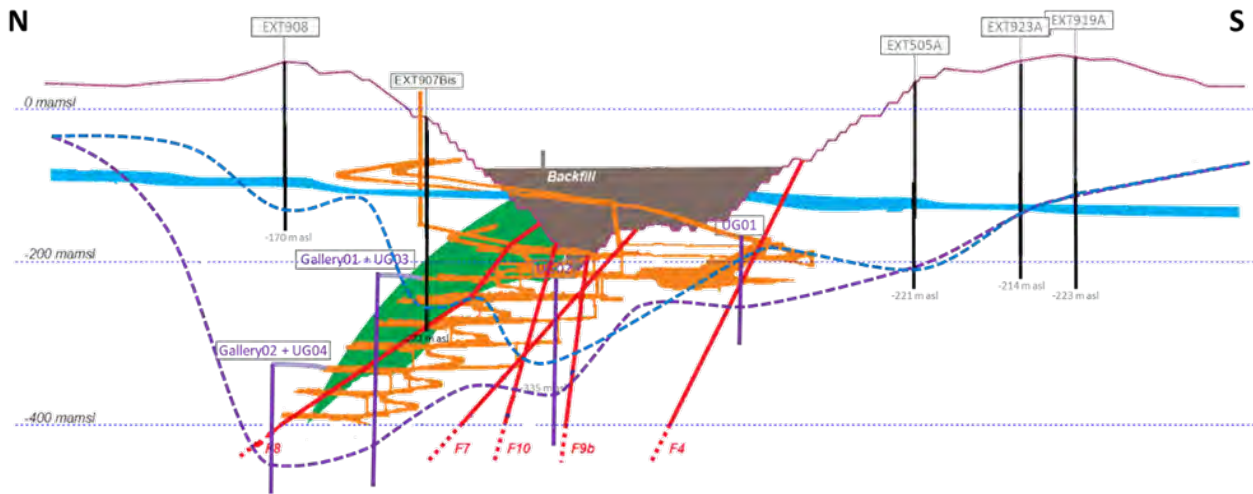 N
S
EXT908
EXT923A
EXT919A
EXT505A
EXT907Bis
0 mamsl
Backfill
-170 m asl
UG01
-200 mamsl
Gallery01 + UG03
-221 m asl
-214 m asl
-223 m asl
m asl
Gallery02 + UG04
-335 m
-400 mamsl
F8
F7
F10
F9b
F4